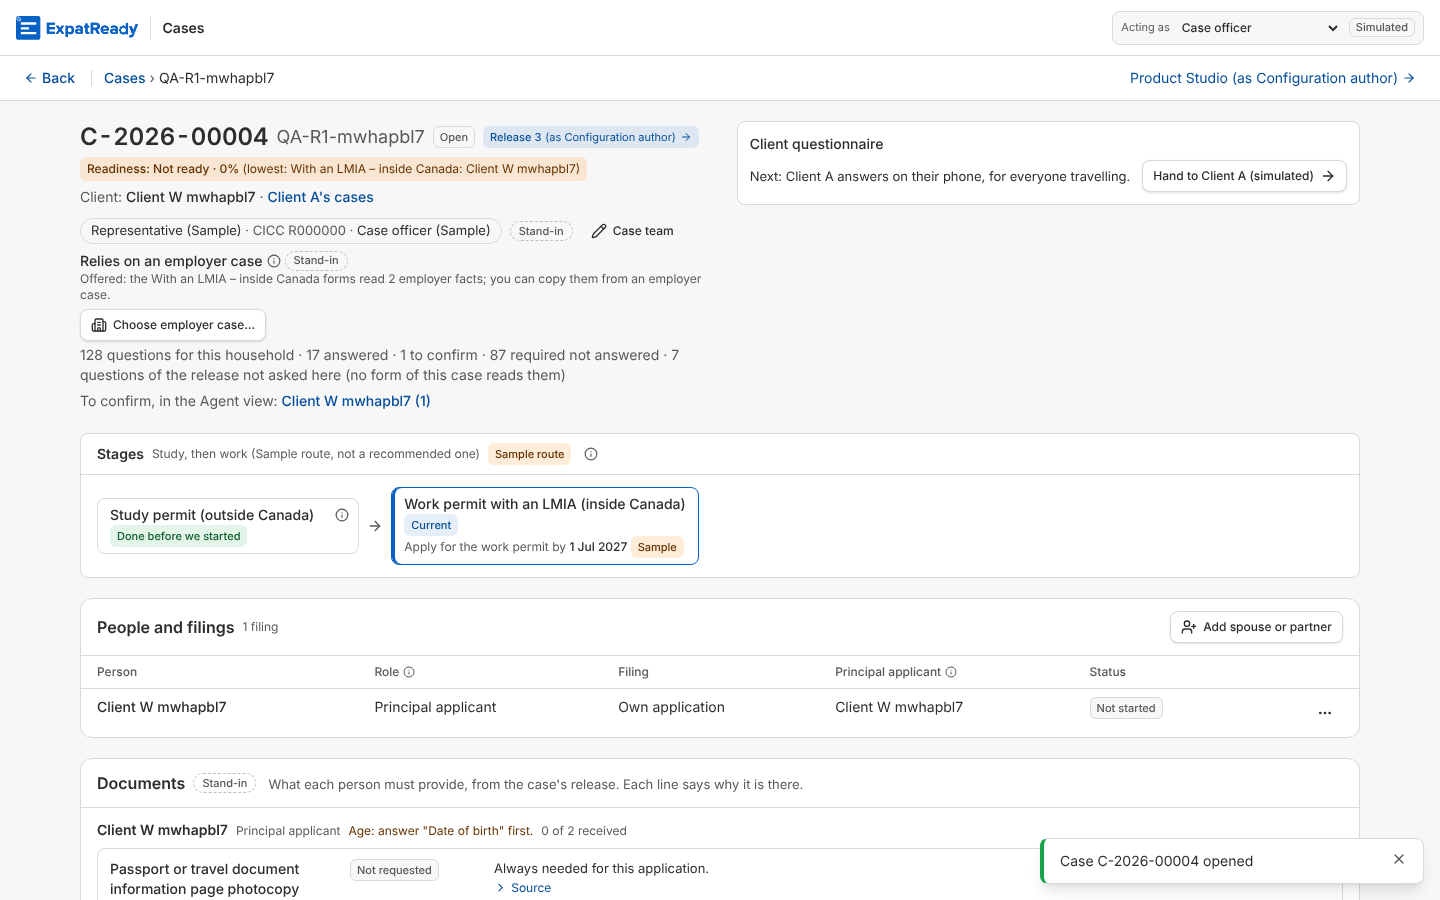 ExpatReady
Cases
Acting as Case officer Simulated
Back Cases › QA-R1-mwhapbl7
Product Studio (as Configuration author) →
C-2026-00004 QA-R1-mwhapbl7 Open Release 3 (as Configuration author) →
Readiness: Not ready · 0% (lowest: With an LMIA – inside Canada: Client W mwhapbl7)
Client: Client W mwhapbl7 · Client A's cases
Representative (Sample) · CICC R000000 · Case officer (Sample) Stand-in Case team
Relies on an employer case Stand-in
Offered: the With an LMIA – inside Canada forms read 2 employer facts; you can copy them from an employer
case.
Choose employer case...
128 questions for this household · 17 answered · 1 to confirm · 87 required not answered · 7
questions of the release not asked here (no form of this case reads them)
To confirm, in the Agent view: Client W mwhapbl7 (1)
Client questionnaire
Next: Client A answers on their phone, for everyone travelling. Hand to Client A (simulated) →
Stages Study, then work (Sample route, not a recommended one) Sample route
Study permit (outside Canada)
Done before we started
→
Work permit with an LMIA (inside Canada)
Current
Apply for the work permit by 1 Jul 2027 Sample
People and filings 1 filing
Add spouse or partner
Person Role Filing Principal applicant Status
Client W mwhapbl7 Principal applicant Own application Client W mwhapbl7 Not started ...
Documents Stand-in What each person must provide, from the case's release. Each line says why it is there.
Client W mwhapbl7 Principal applicant Age: answer "Date of birth" first. 0 of 2 received
Passport or travel document
information page photocopy
Not requested
Always needed for this application.
Source
Case C-2026-00004 opened